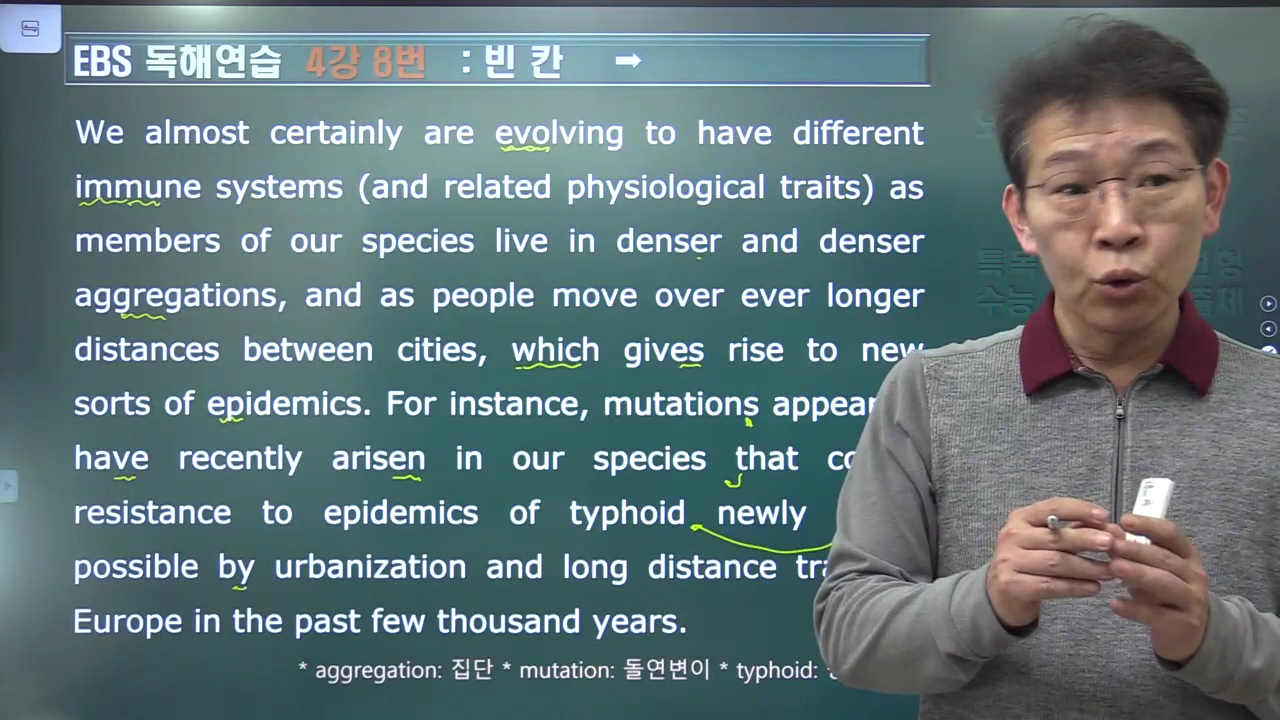 EBS 독해연습 4강 8번 : 빈 칸 ➡
We almost certainly are evolving to have different
immune systems (and related physiological traits) as
members of our species live in denser and denser
aggregations, and as people move over ever longer
distances between cities, which gives rise to new
sorts of epidemics. For instance, mutations
have recently arisen in our species that
resistance to epidemics of typhoid newly
possible by urbanization and long distance
Europe in the past few thousand years.
* aggregation: 집단 * mutation: 돌연변이 * typhoid: